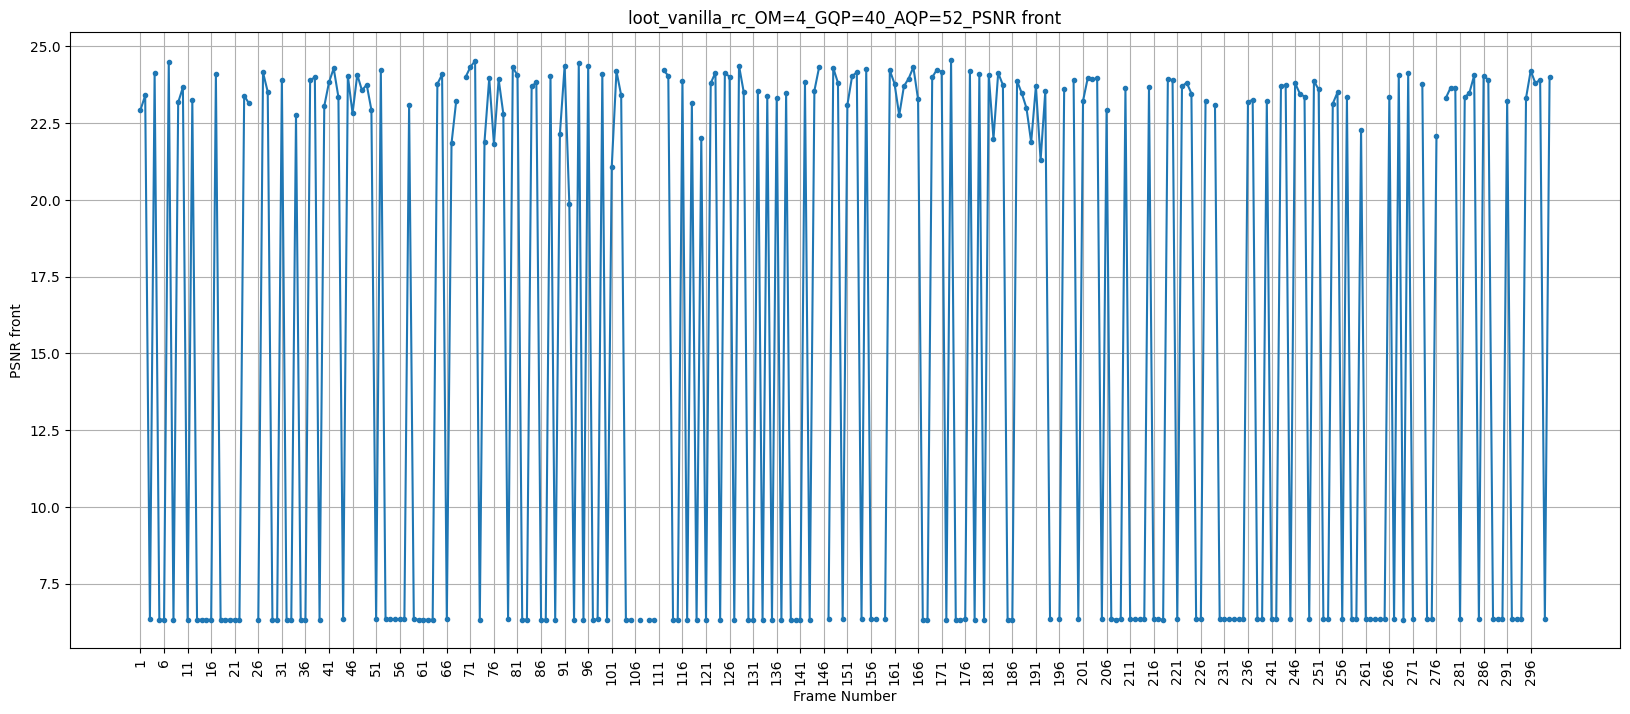 loot_vanilla_rc_OM=4_GQP=40_AQP=52_PSNR front
25.0
22.5
20.0
17.5
15.0
12.5
10.0
7.5
PSNR front
1 6 11 16 21 26 31 36 41 46 51 56 61 66 71 76 81 86 91 96 101 106 111 116 121 126 131 136 141 146 151 156 161 166 171 176 181 186 191 196 201 206 211 216 221 226 231 236 241 246 251 256 261 266 271 276 281 286 291 296
Frame Number